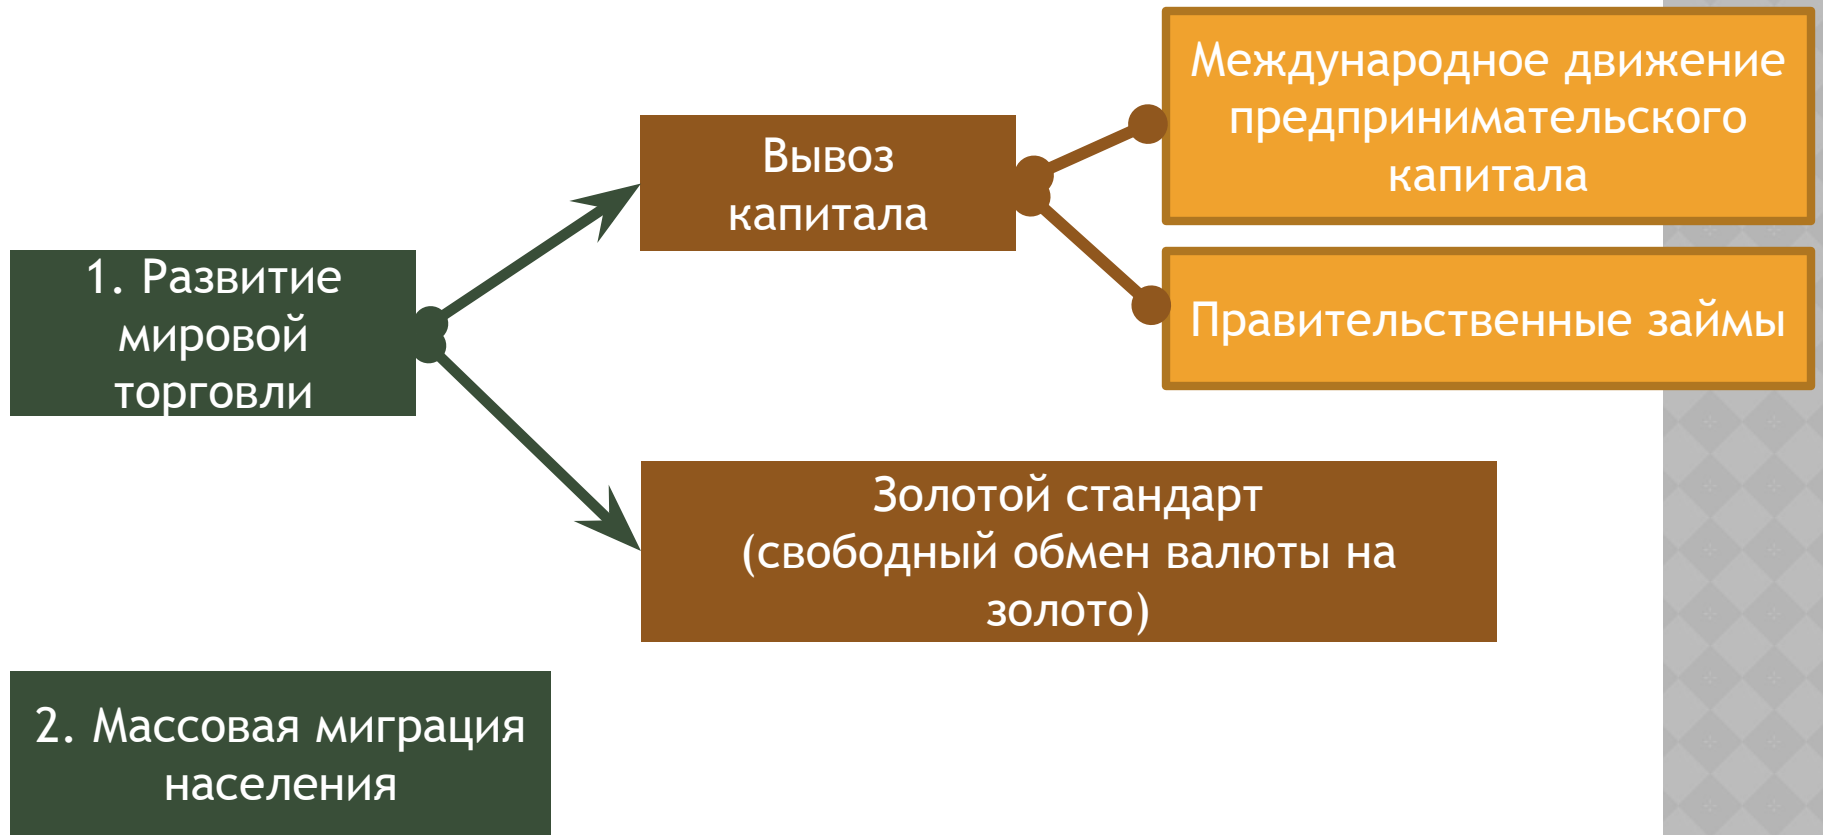 1. Развитие
мировой
торговли
Вывоз
капитала
Международное движение
предпринимательского
капитала
Правительственные займы
Золотой стандарт
(свободный обмен валюты на
золото)
2. Массовая миграция
населения